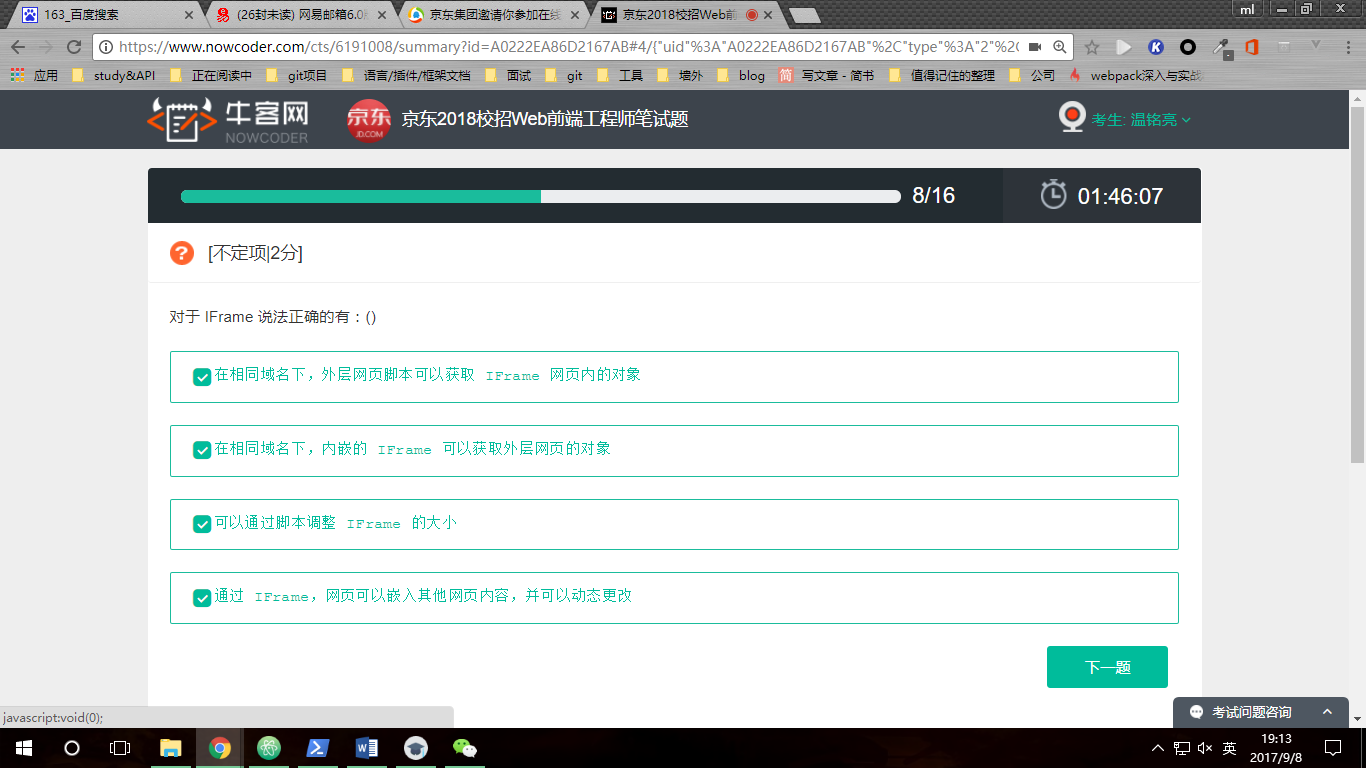 163_百度搜索
(26封未读) 网易邮箱6.0
京东集团邀请你参加在线
京东2018校招Web前
ml
https://www.nowcoder.com/cts/6191008/summary?id=A0222EA86D2167AB#4/{"uid"%3A"A0222EA86D2167AB"%2C"type"%3A"2"%2C
应用 study&API 正在阅读中 git项目 语言/插件/框架文档 面试 git 工具 墙外 blog 简 写文章 - 简书 值得记住的整理 公司 webpack深入与实战
牛客网
NOWCODER
京东
JD.COM
京东2018校招Web前端工程师笔试题
考生: 温铭亮
8/16
01:46:07
? [不定项|2分]
对于 IFrame 说法正确的有：()
在相同域名下，外层网页脚本可以获取 IFrame 网页内的对象
在相同域名下，内嵌的 IFrame 可以获取外层网页的对象
可以通过脚本调整 IFrame 的大小
通过 IFrame，网页可以嵌入其他网页内容，并可以动态更改
下一题
javascript:void(0);
考试问题咨询
英
19:13
2017/9/8